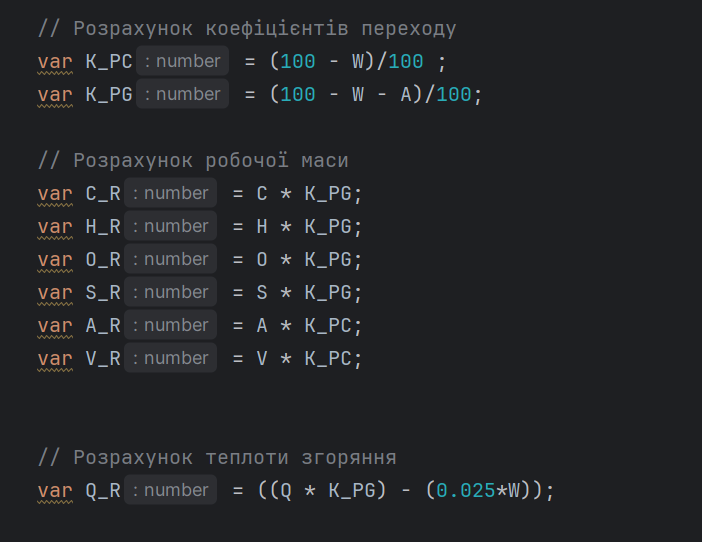 // Розрахунок коефіцієнтів переходу
var K_PC : number = (100 - W)/100 ;
var K_PG : number = (100 - W - A)/100;
// Розрахунок робочої маси
var C_R : number = C * K_PG;
var H_R : number = H * K_PG;
var O_R : number = O * K_PG;
var S_R : number = S * K_PG;
var A_R : number = A * K_PC;
var V_R : number = V * K_PC;
// Розрахунок теплоти згоряння
var Q_R : number = ((Q * K_PG) - (0.025*W));